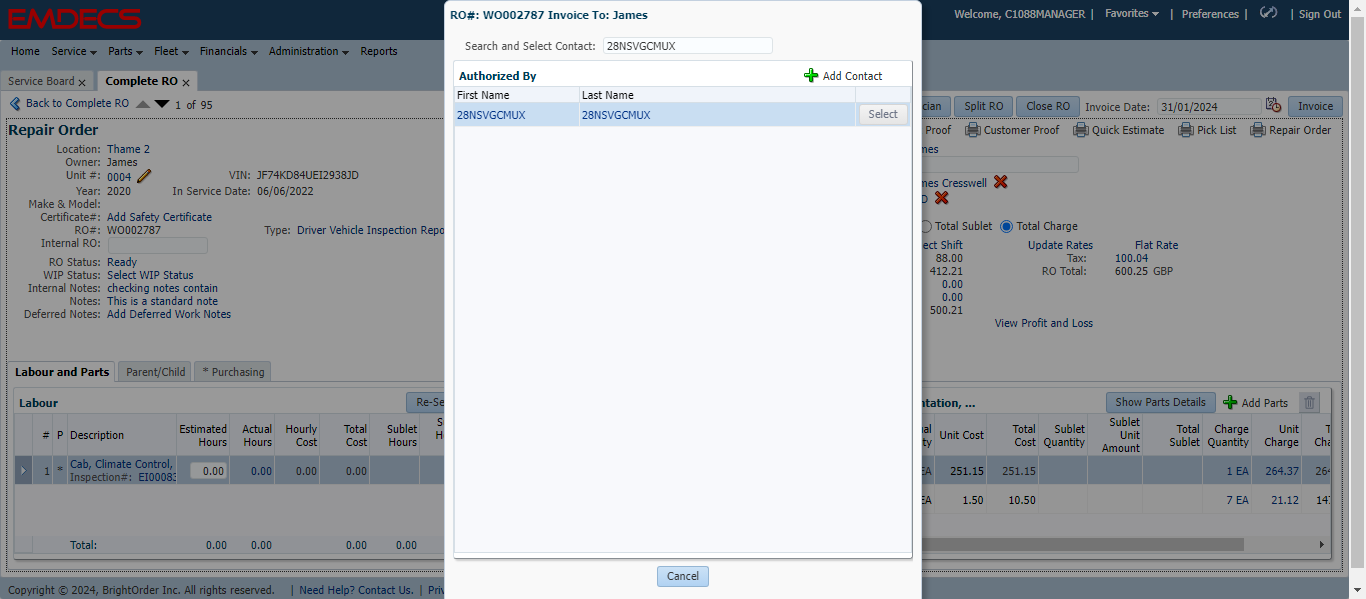 EMDECS
Welcome, C1088MANAGER | Favorites | Preferences | | Sign Out
Home Service Parts Fleet Financials Administration Reports
Service Board x Complete RO x
Back to Complete RO 1 of 95
Split RO Close RO Invoice Date: 31/01/2024 Invoice
Repair Order
Proof Customer Proof Quick Estimate Pick List Repair Order
Location: Thame 2
Owner: James
Unit #: 0004 VIN: JF74KD84UEI2938JD
Cresswell
Year: 2020 In Service Date: 06/06/2022
Make & Model:
Certificate#: Add Safety Certificate
RO#: WO002787 Type: Driver Vehicle Inspection Repo
Total Sublet Total Charge
Internal RO:
Shift Update Rates Flat Rate
88.00 Tax: 100.04
RO Status: Ready
412.21 RO Total: 600.25 GBP
WIP Status: Select WIP Status
0.00
Internal Notes: checking notes contain
0.00
Notes: This is a standard note
500.21
Deferred Notes: Add Deferred Work Notes
View Profit and Loss
Labour and Parts Parent/Child * Purchasing
Labour Re-Se
ntation, ... Show Parts Details Add Parts
# P Description Estimated Hours Actual Hours Hourly Cost Total Cost Sublet Hours
Unit Cost Total Cost Sublet Quantity Sublet Unit Amount Total Sublet Charge Quantity Unit Charge
1 * Cab, Climate Control, 0.00 0.00 0.00 0.00 0.00
Inspection#: EI00083
EA 251.15 251.15 1 EA 264.37 264
EA 1.50 10.50 7 EA 21.12
Total: 0.00 0.00 0.00 0.00
Copyright © 2024, BrightOrder Inc. All rights reserved. | Need Help? Contact Us. | Priv
RO#: WO002787 Invoice To: James
Search and Select Contact: 28NSVGCMUX
Authorized By Add Contact
First Name Last Name
28NSVGCMUX 28NSVGCMUX Select
Cancel